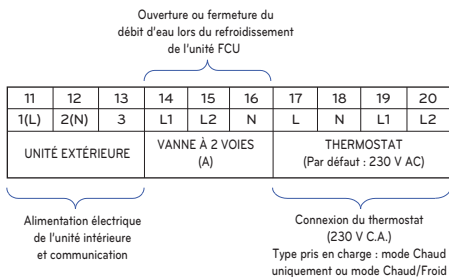 Ouverture ou fermeture du
débit d'eau lors du refroidissement
de l'unité FCU
11 12 13 14 15 16 17 18 19 20
1(L) 2(N) 3 L1 L2 N L N L1 L2
UNITÉ EXTÉRIEURE
VANNE À 2 VOIES
(A)
THERMOSTAT
(Par défaut : 230 V AC)
Alimentation électrique
de l'unité intérieure
et communication
Connexion du thermostat
(230 V C.A.)
Type pris en charge : mode Chaud
uniquement ou mode Chaud/Froid